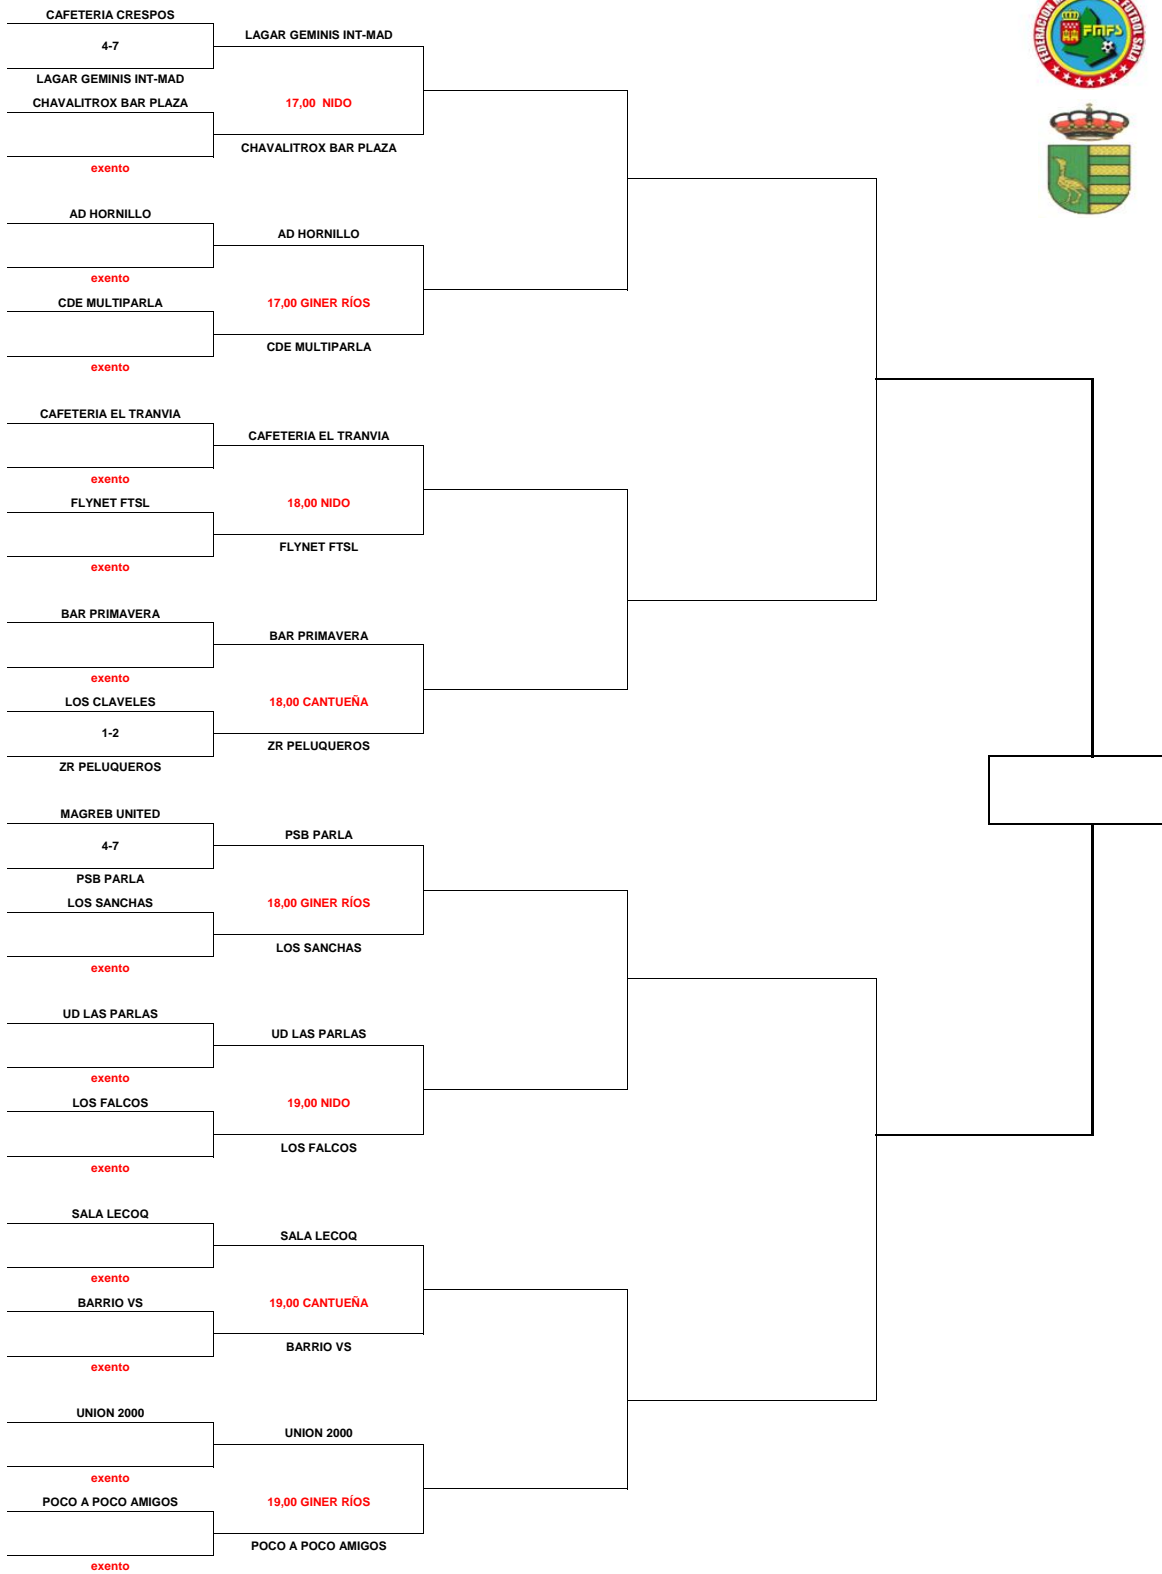 CAFETERIA CRESPOS
4-7
LAGAR GEMINIS INT-MAD
LAGAR GEMINIS INT-MAD
CHAVALITROX BAR PLAZA
17,00  NIDO
CHAVALITROX BAR PLAZA
exento
AD HORNILLO
AD HORNILLO
exento
CDE MULTIPARLA
17,00 GINER RÍOS
CDE MULTIPARLA
exento
CAFETERIA EL TRANVIA
CAFETERIA EL TRANVIA
exento
FLYNET FTSL
18,00 NIDO
FLYNET FTSL
exento
BAR PRIMAVERA
BAR PRIMAVERA
exento
LOS CLAVELES
18,00 CANTUEÑA
1-2
ZR PELUQUEROS
ZR PELUQUEROS
MAGREB UNITED
PSB PARLA
4-7
PSB PARLA
LOS SANCHAS
18,00 GINER RÍOS
LOS SANCHAS
exento
UD LAS PARLAS
UD LAS PARLAS
exento
LOS FALCOS
19,00 NIDO
LOS FALCOS
exento
SALA LECOQ
SALA LECOQ
exento
BARRIO VS
19,00 CANTUEÑA
BARRIO VS
exento
UNION 2000
UNION 2000
exento
POCO A POCO AMIGOS
19,00 GINER RÍOS
POCO A POCO AMIGOS
exento
FMFS
FUTBOL SALA